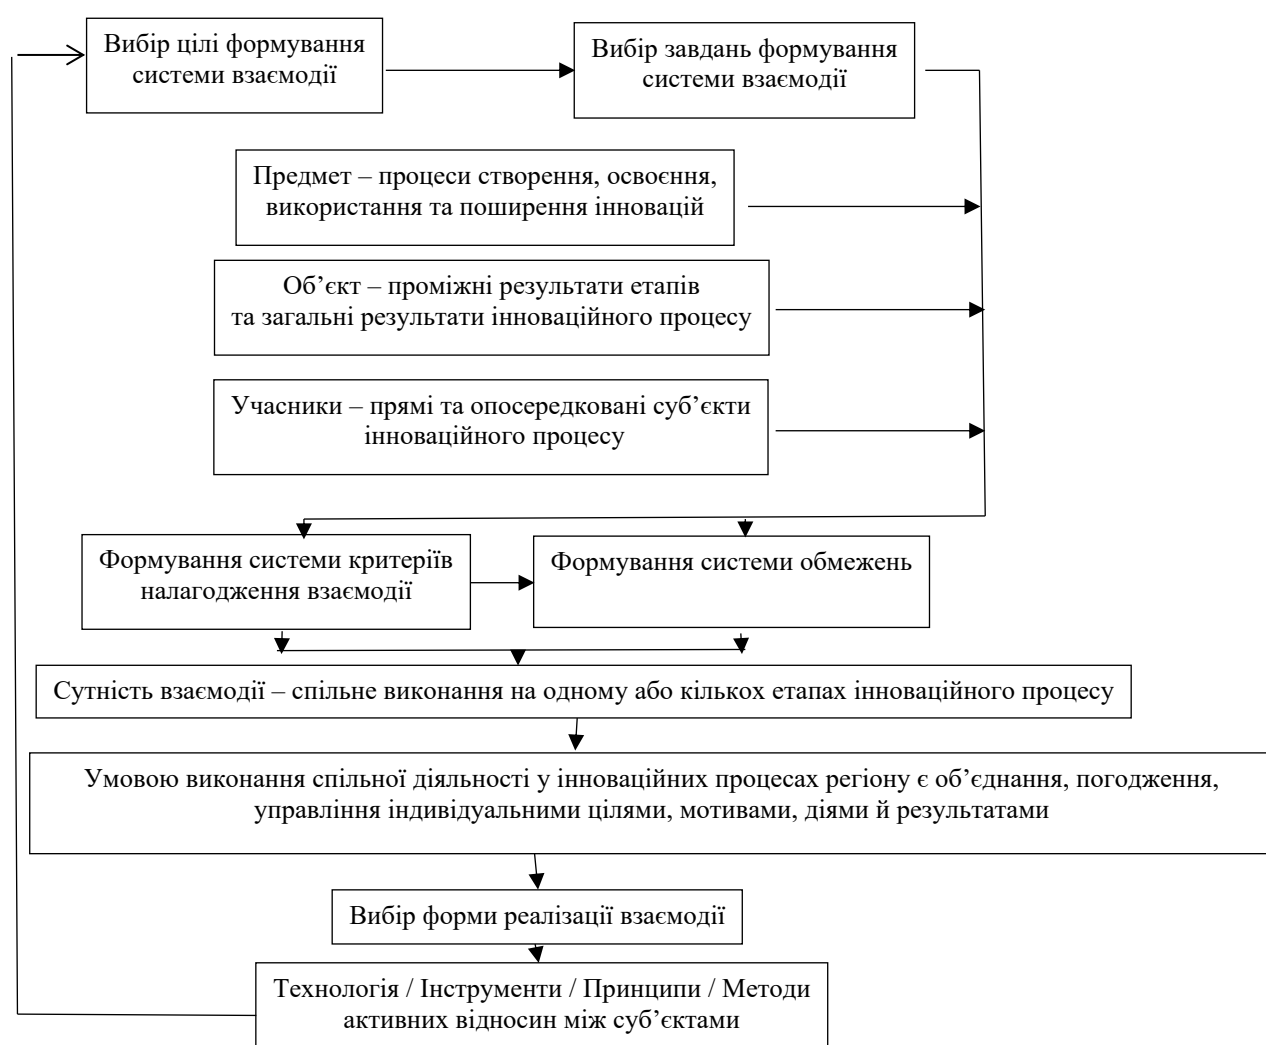 Вибір цілі формування
системи взаємодії
Вибір завдань формування
системи взаємодії
Предмет – процеси створення, освоєння,
використання та поширення інновацій
Об’єкт – проміжні результати етапів
та загальні результати інноваційного процесу
Учасники – прямі та опосередковані суб’єкти
інноваційного процесу
Формування системи критеріїв
налагодження взаємодії
Формування системи обмежень
Сутність взаємодії – спільне виконання на одному або кількох етапах інноваційного процесу
Умовою виконання спільної діяльності у інноваційних процесах регіону є об’єднання, погодження,
управління індивідуальними цілями, мотивами, діями й результатами
Вибір форми реалізації взаємодії
Технологія / Інструменти / Принципи / Методи
активних відносин між суб’єктами